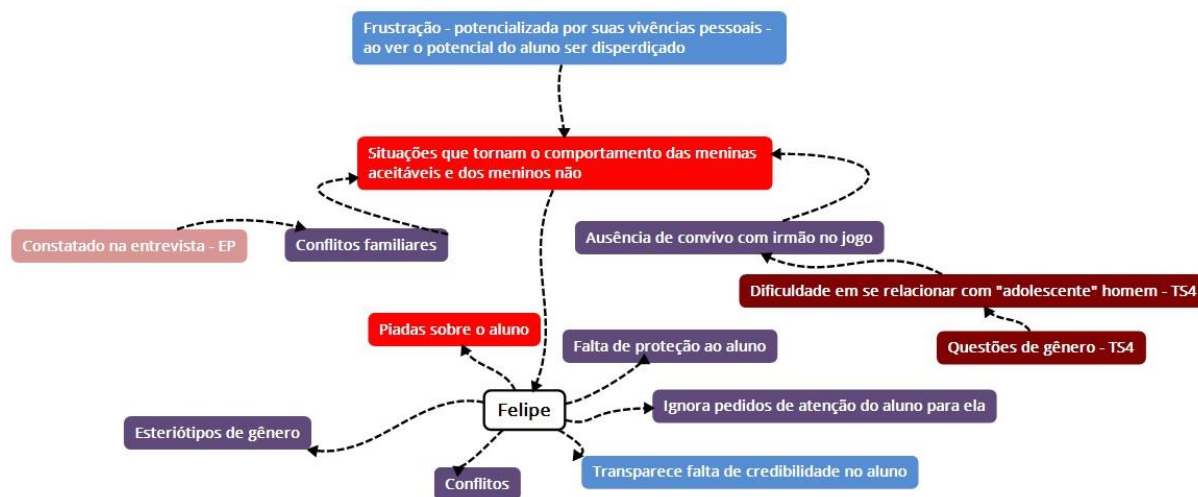 Frustração - potencializada por suas vivências pessoais -
ao ver o potencial do aluno ser disperdiçado
Situações que tornam o comportamento das meninas
aceitáveis e dos meninos não
Constatado na entrevista - EP
Conflitos familiares
Ausência de convivo com irmão no jogo
Dificuldade em se relacionar com "adolescente" homem - TS4
Questões de gênero - TS4
Piadas sobre o aluno
Falta de proteção ao aluno
Felipe
Ignora pedidos de atenção do aluno para ela
Esteriótipos de gênero
Transparece falta de credibilidade no aluno
Conflitos